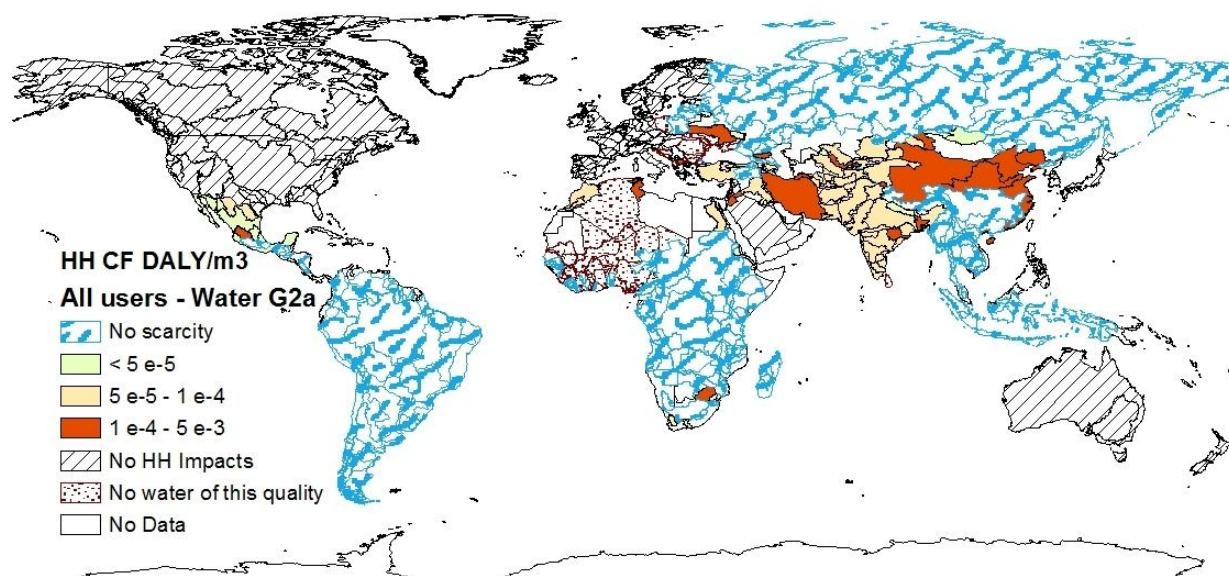 HH CF DALY/m3
All users - Water G2a
No scarcity
< 5 e-5
5 e-5 - 1 e-4
1 e-4 - 5 e-3
No HH Impacts
No water of this quality
No Data